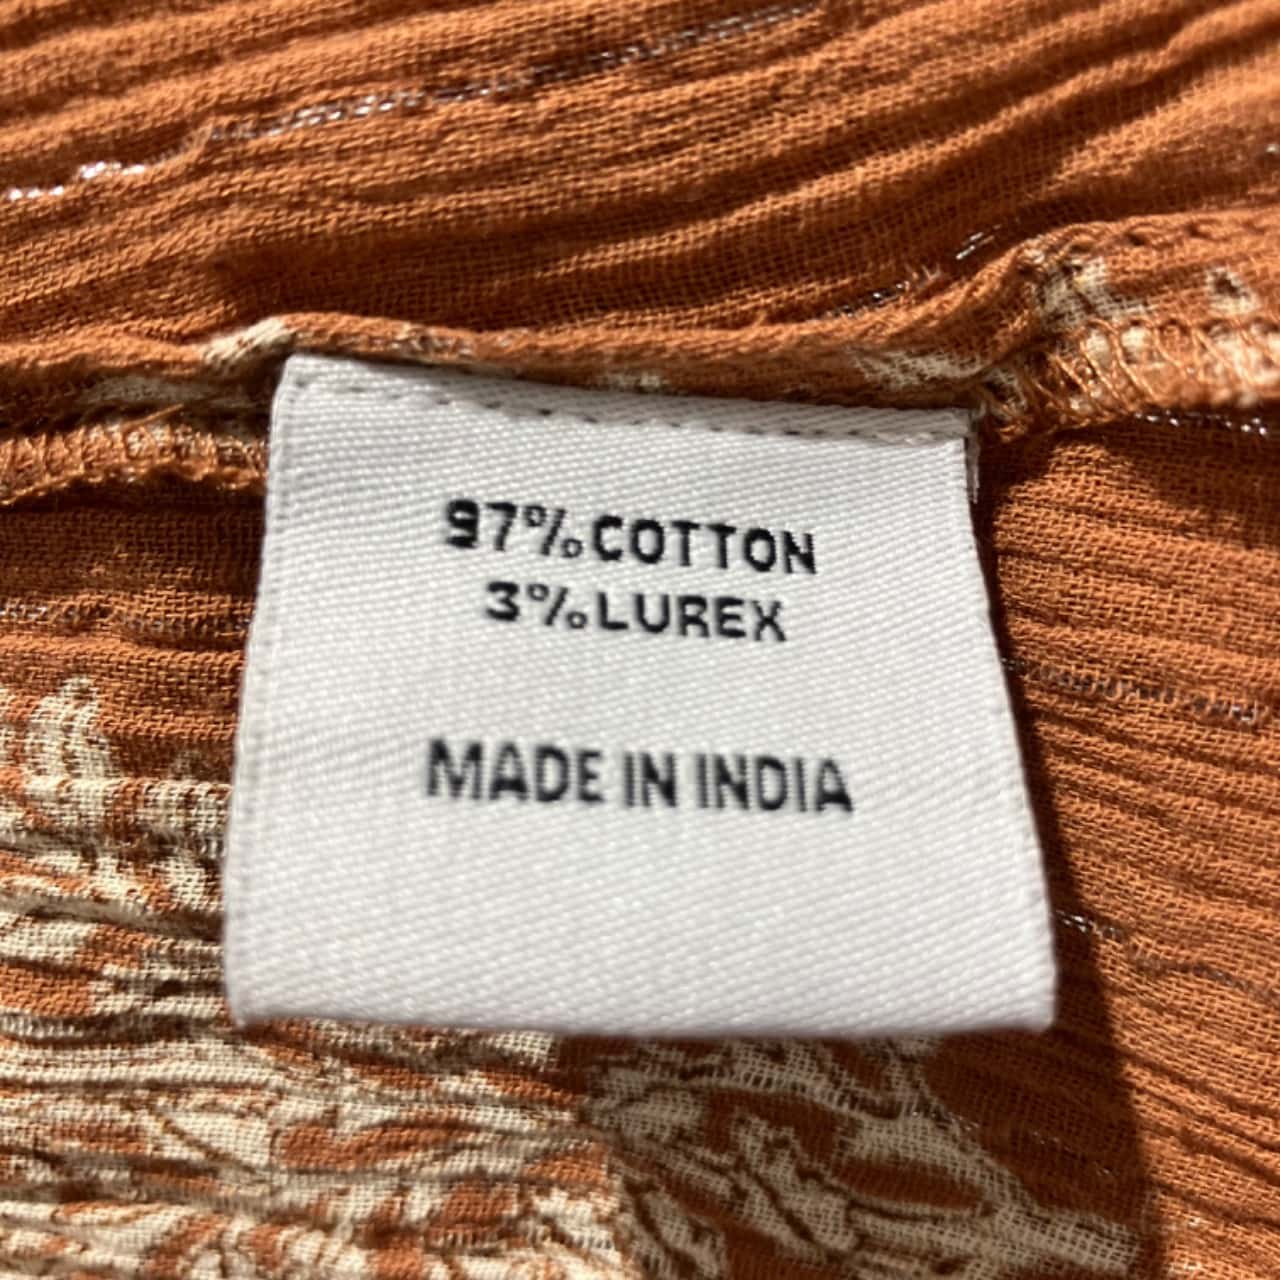 97% COTTON
3% LUREX
MADE IN INDIA